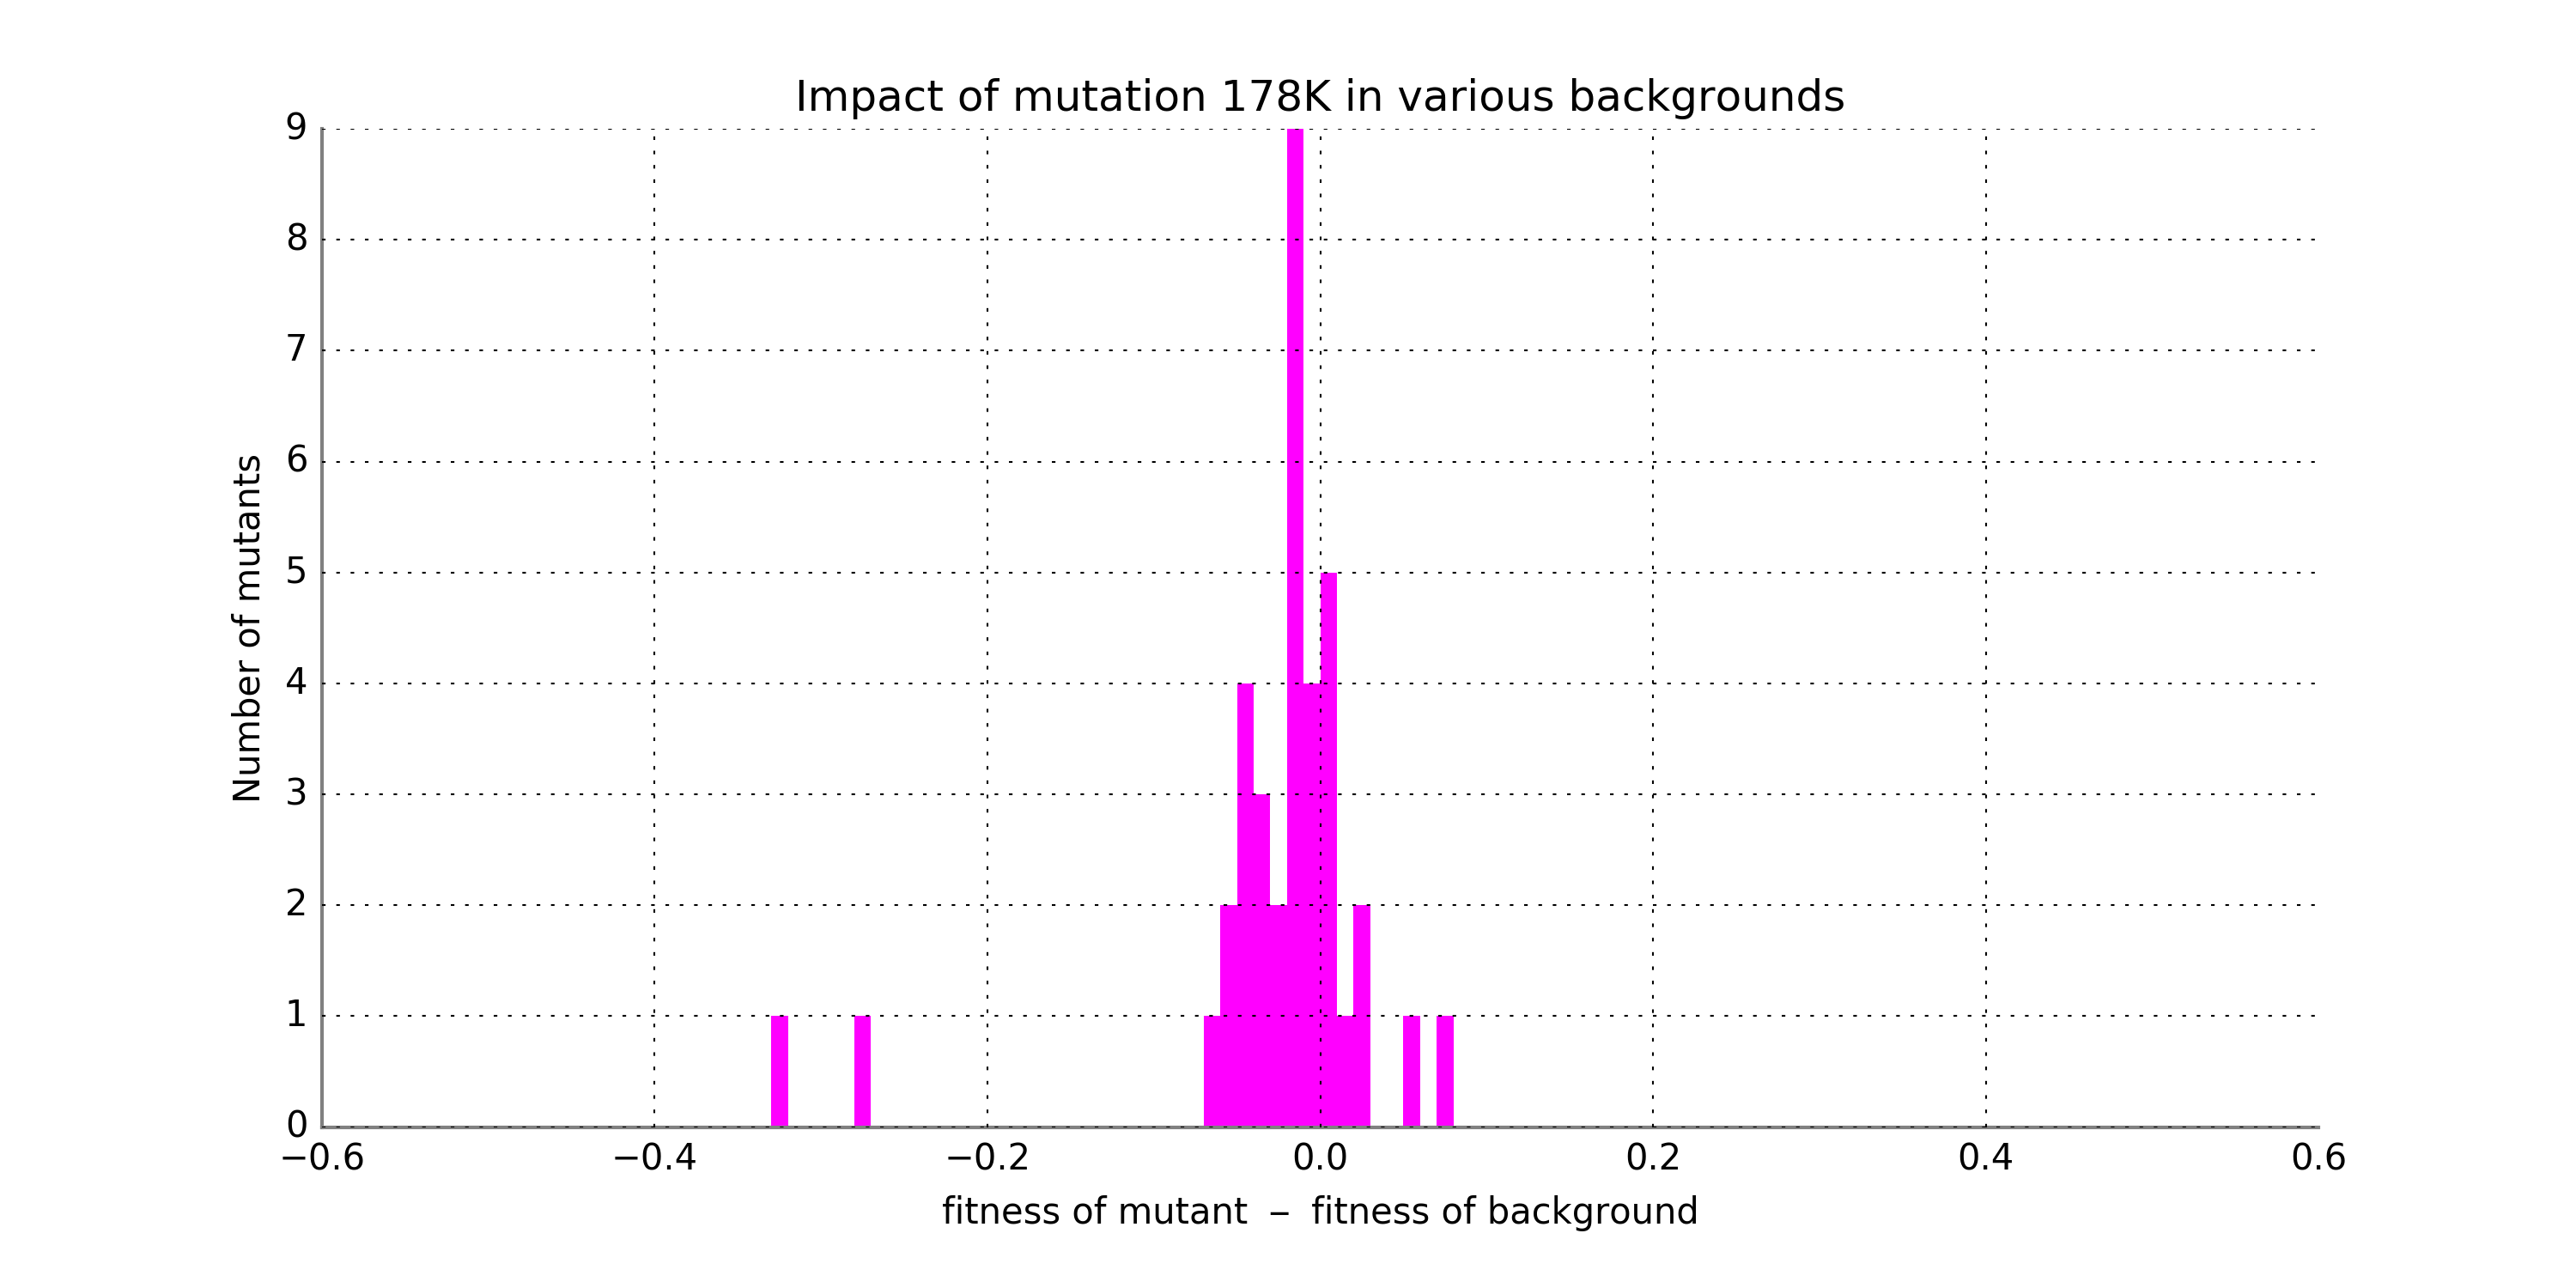 Impact of mutation 178K in various backgrounds
9
8
7
6
5
4
3
2
1
0
Number of mutants
−0.6 −0.4 −0.2 0.0 0.2 0.4 0.6
fitness of mutant − fitness of background